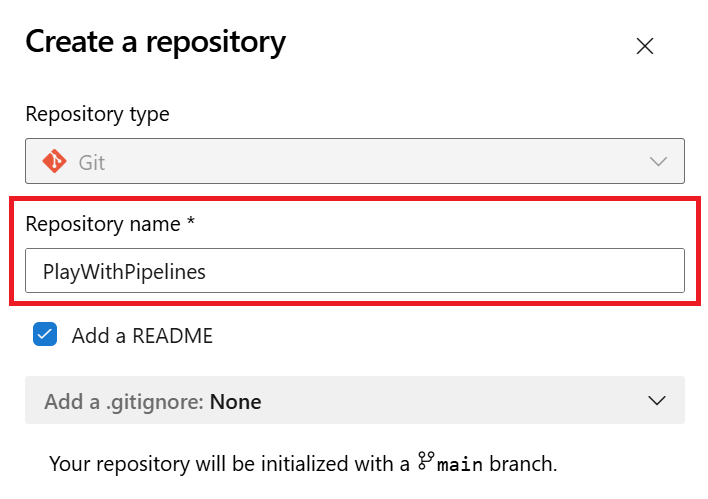 Create a repository
Repository type
Git
Repository name *
PlayWithPipelines
Add a README
Add a .gitignore: None
Your repository will be initialized with a main branch.